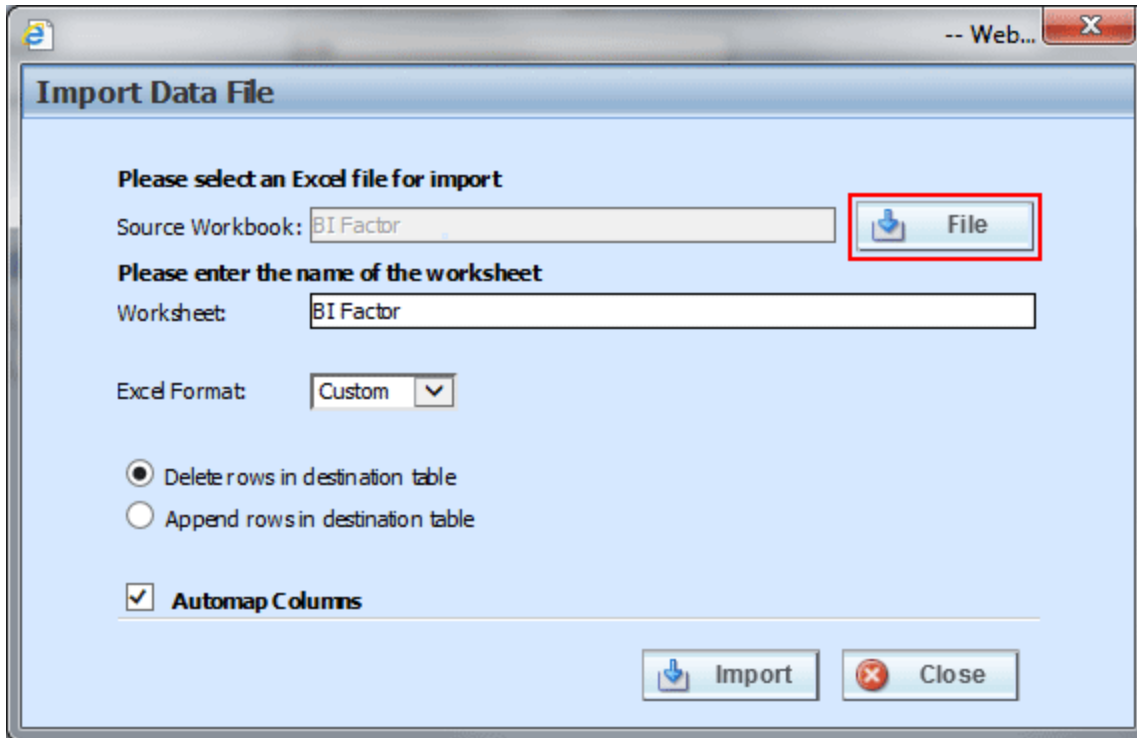 -- Web...
Import Data File
Please select an Excel file for import
Source Workbook: BI Factor File
Please enter the name of the worksheet
Worksheet: BI Factor
Excel Format: Custom
Delete rows in destination table
Append rows in destination table
Automap Columns
Import Close